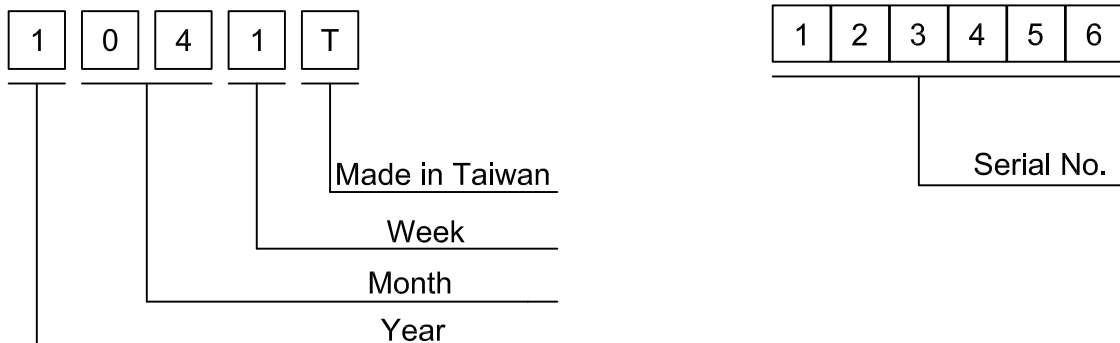 1 0 4 1 T
1 2 3 4 5 6
Made in Taiwan
Serial No.
Week
Month
Year